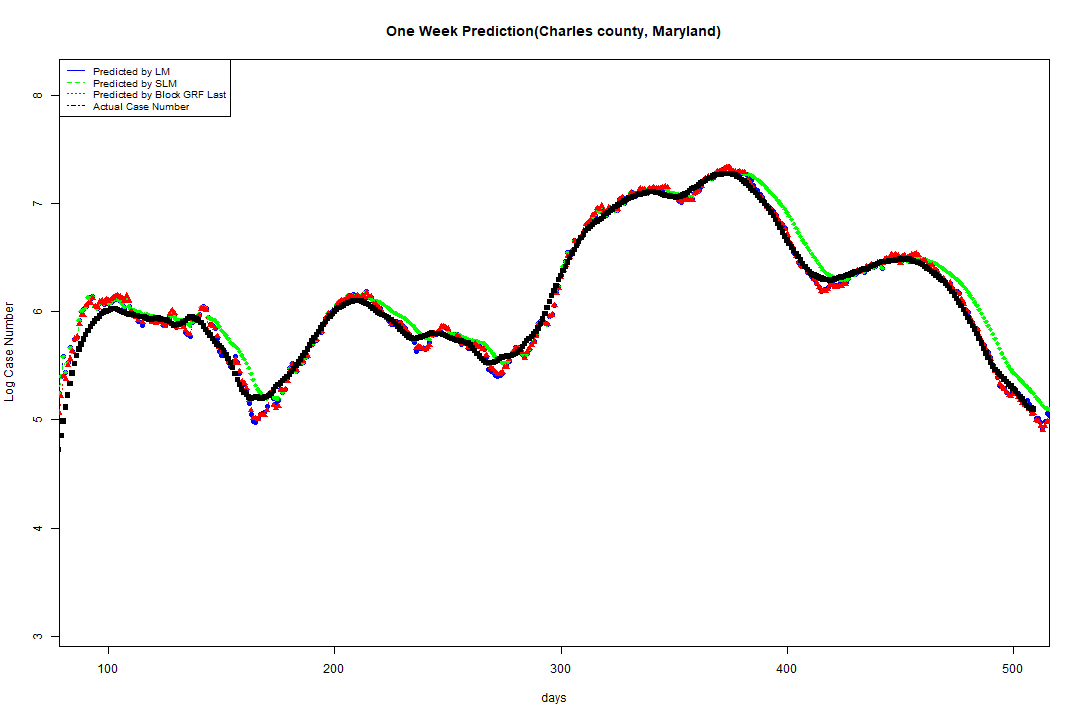 One Week Prediction(Charles county, Maryland)
Predicted by LM
Predicted by SLM
Predicted by Block GRF Last
Actual Case Number
Log Case Number
8
7
6
5
4
3
100 200 300 400 500
days